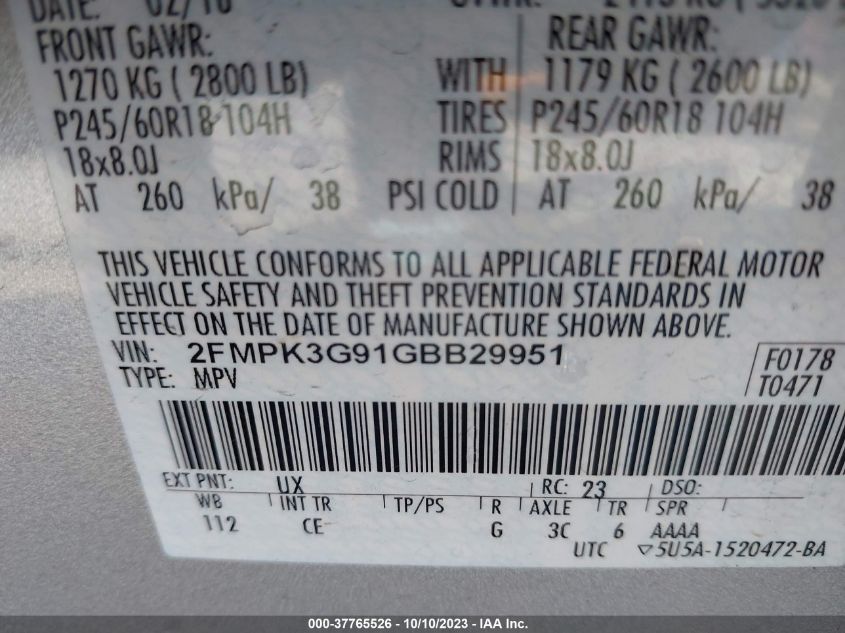 DATE: 02/16 GVWR:
FRONT GAWR: REAR GAWR:
1270 KG ( 2800 LB) WITH 1179 KG ( 2600 LB)
P245/60R18 104H TIRES P245/60R18 104H
18x8.0J RIMS 18x8.0J
AT 260 kPa/ 38 PSI COLD AT 260 kPa/ 38
THIS VEHICLE CONFORMS TO ALL APPLICABLE FEDERAL MOTOR
VEHICLE SAFETY AND THEFT PREVENTION STANDARDS IN
EFFECT ON THE DATE OF MANUFACTURE SHOWN ABOVE.
VIN: 2FMPK3G91GBB29951 F0178
TYPE: MPV T0471
EXT PNT: UX RC: 23 DSO:
WB INT TR TP/PS R AXLE TR SPR
112 CE G 3C 6 AAAA
UTC ▽5U5A-1520472-BA
000-37765526 - 10/10/2023 - IAA Inc.